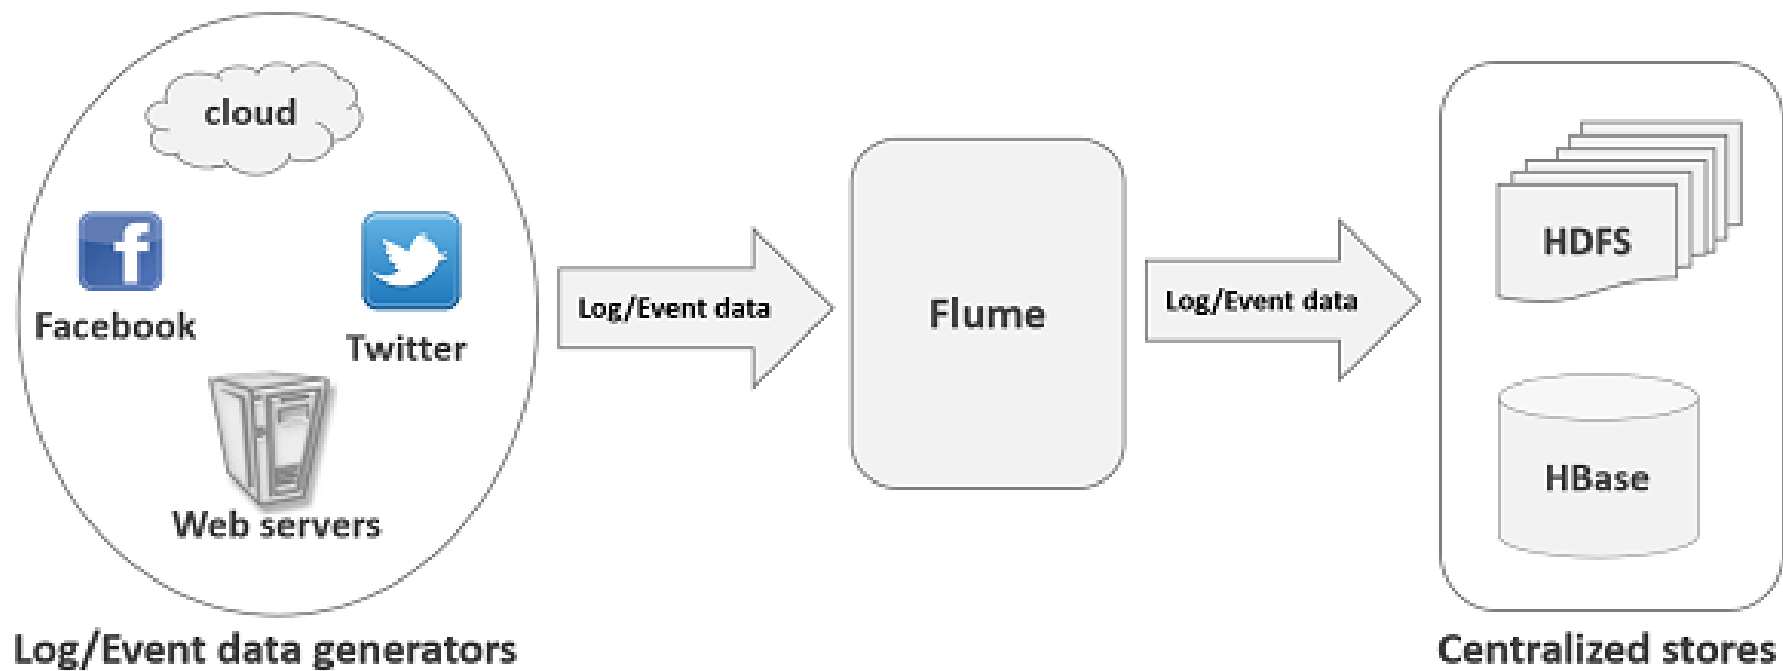 cloud
Facebook
Twitter
Web servers
Log/Event data generators
Log/Event data
Flume
Log/Event data
HDFS
HBase
Centralized stores